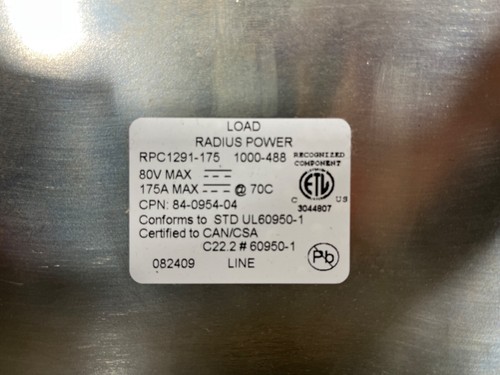 LOAD
RADIUS POWER
RPC1291-175 1000-488
RECOGNIZED
COMPONENT
80V MAX
175A MAX @ 70C
ETL
C US
3044907
CPN: 84-0954-04
Conforms to STD UL60950-1
Certified to CAN/CSA
C22.2 # 60950-1
082409 LINE
Pb